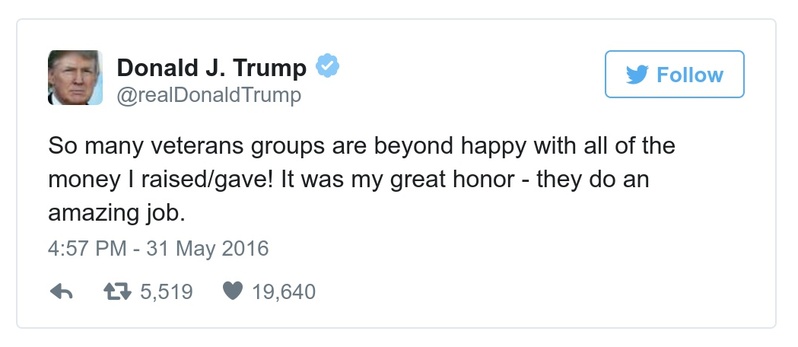 Donald J. Trump
@realDonaldTrump
Follow
So many veterans groups are beyond happy with all of the
money I raised/gave! It was my great honor - they do an
amazing job.
4:57 PM - 31 May 2016
5,519 19,640